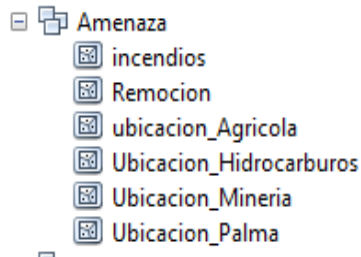 Amenaza
incendios
Remocion
ubicacion_Agricola
Ubicacion_Hidrocarburos
Ubicacion_Mineria
Ubicacion_Palma